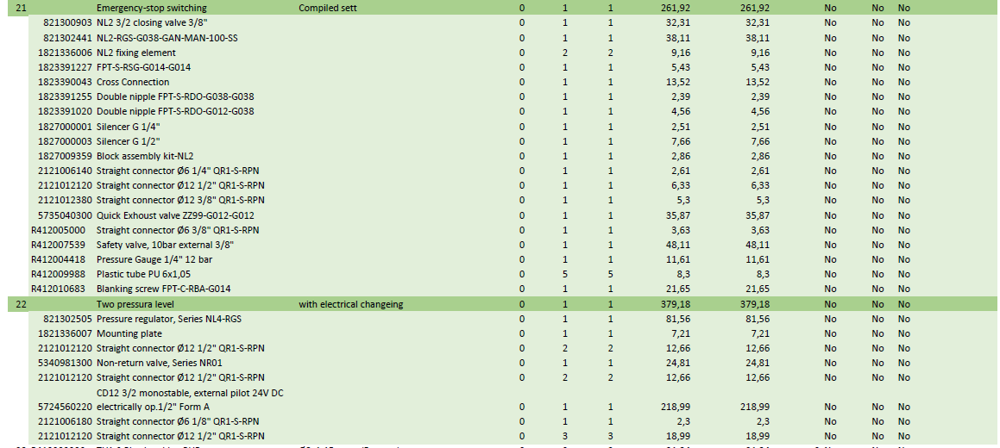 21 Emergency-stop switching Compiled sett 0 1 1 261,92 261,92 No No No
821300903 NL2 3/2 closing valve 3/8" 0 1 1 32,31 32,31 No No No
821302441 NL2-RGS-G038-GAN-MAN-100-SS 0 1 1 38,11 38,11 No No No
1821336006 NL2 fixing element 0 2 2 9,16 9,16 No No No
1823391227 FPT-S-RSG-G014-G014 0 1 1 5,43 5,43 No No No
1823390043 Cross Connection 0 1 1 13,52 13,52 No No No
1823391255 Double nipple FPT-S-RDO-G038-G038 0 1 1 2,39 2,39 No No No
1823391020 Double nipple FPT-S-RDO-G012-G038 0 1 1 4,56 4,56 No No No
1827000001 Silencer G 1/4" 0 1 1 2,51 2,51 No No No
1827000003 Silencer G 1/2" 0 1 1 7,66 7,66 No No No
1827009359 Block assembly kit-NL2 0 1 1 2,86 2,86 No No No
2121006140 Straight connector Ø6 1/4" QR1-S-RPN 0 1 1 2,61 2,61 No No No
2121012120 Straight connector Ø12 1/2" QR1-S-RPN 0 1 1 6,33 6,33 No No No
2121012380 Straight connector Ø12 3/8" QR1-S-RPN 0 1 1 5,3 5,3 No No No
5735040300 Quick Exhoust valve ZZ99-G012-G012 0 1 1 35,87 35,87 No No No
R412005000 Straight connector Ø6 3/8" QR1-S-RPN 0 1 1 3,63 3,63 No No No
R412007539 Safety valve, 10bar external 3/8" 0 1 1 48,11 48,11 No No No
R412004418 Pressure Gauge 1/4" 12 bar 0 1 1 11,61 11,61 No No No
R412009988 Plastic tube PU 6x1,05 0 5 5 8,3 8,3 No No No
R412010683 Blanking screw FPT-C-RBA-G014 0 1 1 21,65 21,65 No No No
22 Two pressura level with electrical changeing 0 1 1 379,18 379,18 No No No
821302505 Pressure regulator, Series NL4-RGS 0 1 1 81,56 81,56 No No No
1821336007 Mounting plate 0 1 1 7,21 7,21 No No No
2121012120 Straight connector Ø12 1/2" QR1-S-RPN 0 2 2 12,66 12,66 No No No
5340981300 Non-return valve, Series NR01 0 1 1 24,81 24,81 No No No
2121012120 Straight connector Ø12 1/2" QR1-S-RPN 0 2 2 12,66 12,66 No No No
CD12 3/2 monostable, external pilot 24V DC
5724560220 electrically op.1/2" Form A 0 1 1 218,99 218,99 No No No
2121006180 Straight connector Ø6 1/8" QR1-S-RPN 0 1 1 2,3 2,3 No No No
2121012120 Straight connector Ø12 1/2" QR1-S-RPN 0 3 3 18,99 18,99 No No No